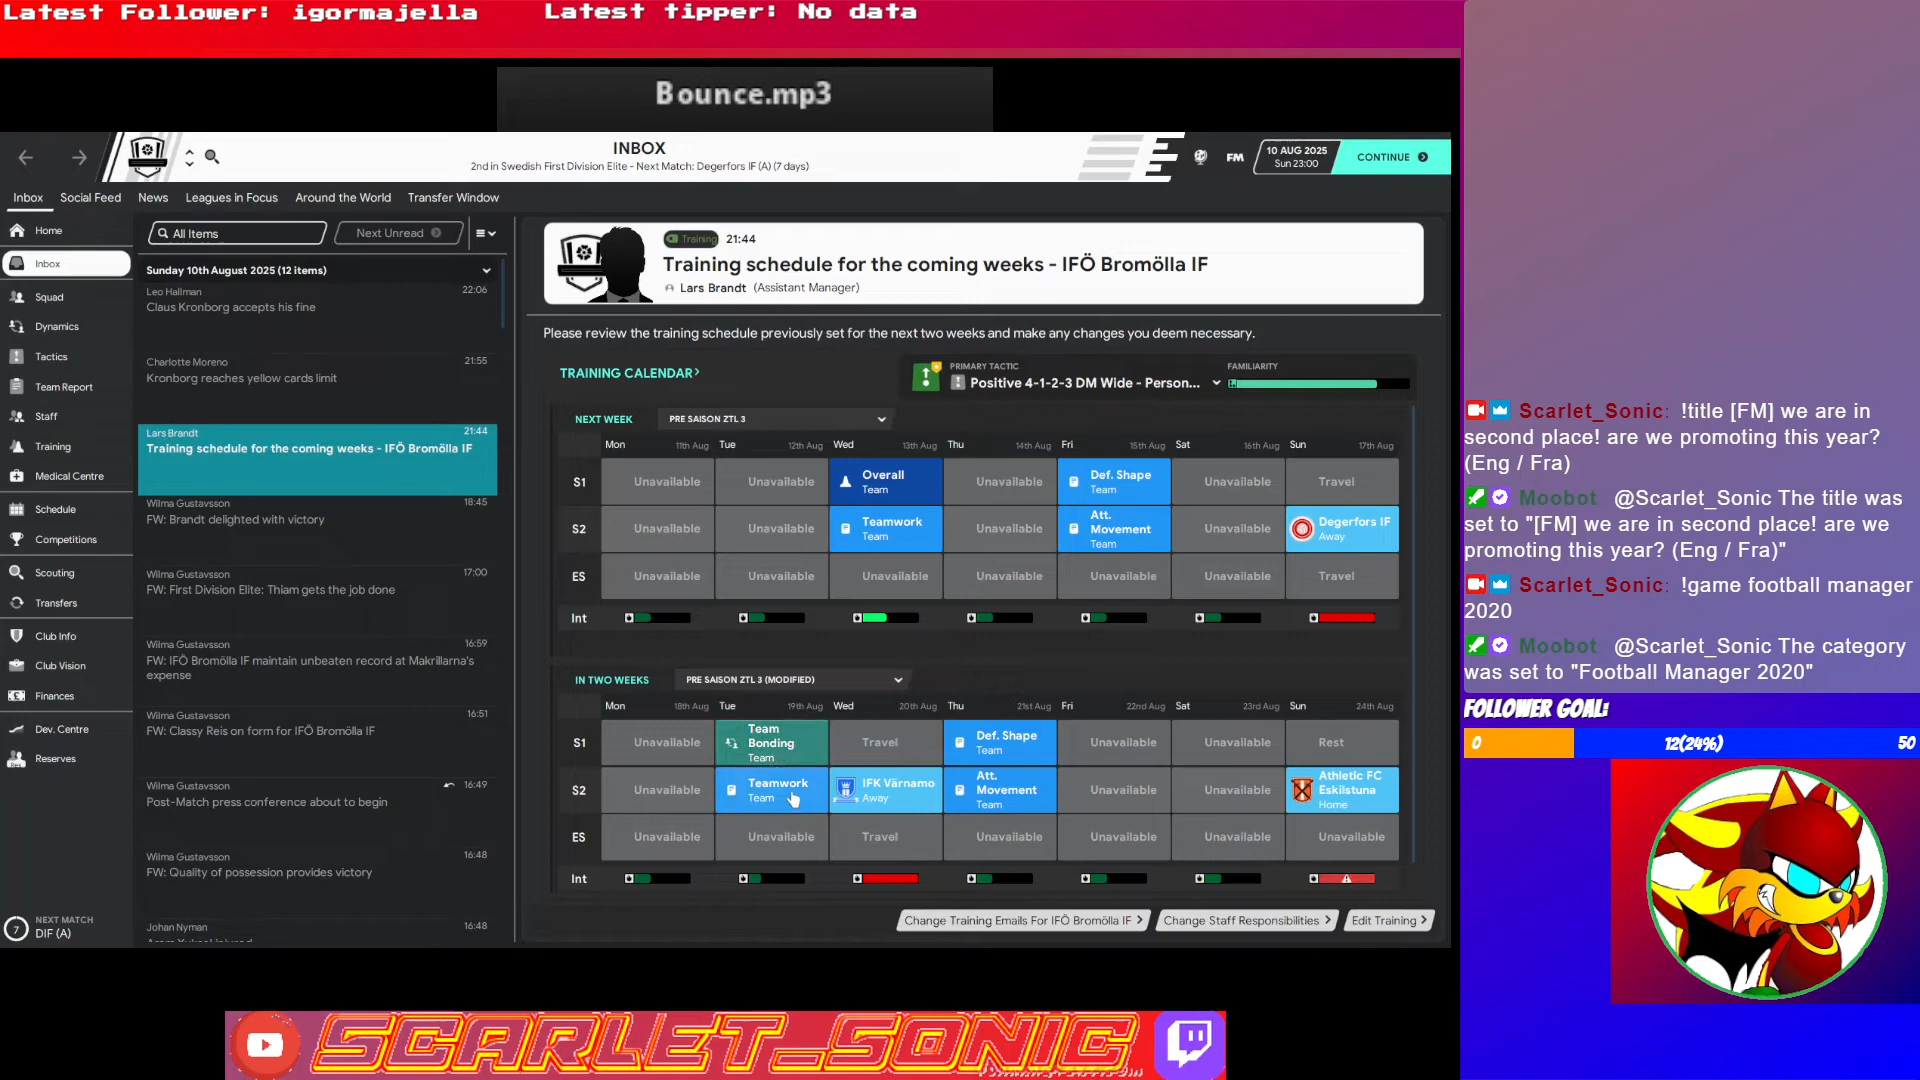 Latest Follower: igormajella
Latest tipper: No data
Bounce.mp3
INBOX
2nd in Swedish First Division Elite - Next Match: Degerfors IF (A) (7 days)
FM
10 AUG 2025
Sun 23:00
CONTINUE
Inbox
Social Feed
News
Leagues in Focus
Around the World
Transfer Window
Home
Inbox
Squad
Dynamics
Tactics
Team Report
Staff
Training
Medical Centre
Schedule
Competitions
Scouting
Transfers
Club Info
Club Vision
Finances
Dev. Centre
Reserves
7
NEXT MATCH
DIF (A)
All Items
Next Unread
Sunday 10th August 2025 (12 items)
Leo Hallman 22:06
Claus Kronborg accepts his fine
Charlotte Moreno 21:55
Kronborg reaches yellow cards limit
Lars Brandt 21:44
Training schedule for the coming weeks - IFÖ Bromölla IF
Wilma Gustavsson 18:45
FW: Brandt delighted with victory
Wilma Gustavsson 17:00
FW: First Division Elite: Thiam gets the job done
Wilma Gustavsson 16:59
FW: IFÖ Bromölla IF maintain unbeaten record at Makrillarna's
expense
Wilma Gustavsson 16:51
FW: Classy Reis on form for IFÖ Bromölla IF
Wilma Gustavsson 16:49
Post-Match press conference about to begin
Wilma Gustavsson 16:48
FW: Quality of possession provides victory
Johan Nyman 16:48
Training 21:44
Training schedule for the coming weeks - IFÖ Bromölla IF
Lars Brandt (Assistant Manager)
Please review the training schedule previously set for the next two weeks and make any changes you deem necessary.
TRAINING CALENDAR
PRIMARY TACTIC
Positive 4-1-2-3 DM Wide - Person...
FAMILIARITY
NEXT WEEK
PRE SAISON ZTL 3
Mon 11th Aug Tue 12th Aug Wed 13th Aug Thu 14th Aug Fri 15th Aug Sat 16th Aug Sun 17th Aug
S1 Unavailable Unavailable Overall Team Unavailable Def. Shape Team Unavailable Travel
S2 Unavailable Unavailable Teamwork Team Unavailable Att. Movement Team Unavailable Degerfors IF Away
ES Unavailable Unavailable Unavailable Unavailable Unavailable Unavailable Travel
Int
IN TWO WEEKS
PRE SAISON ZTL 3 (MODIFIED)
Mon 18th Aug Tue 19th Aug Wed 20th Aug Thu 21st Aug Fri 22nd Aug Sat 23rd Aug Sun 24th Aug
S1 Unavailable Team Bonding Team Travel Def. Shape Team Unavailable Unavailable Rest
S2 Unavailable Teamwork Team IFK Värnamo Away Att. Movement Team Unavailable Unavailable Athletic FC Eskilstuna Home
ES Unavailable Unavailable Travel Unavailable Unavailable Unavailable Unavailable
Int
Change Training Emails For IFÖ Bromölla IF
Change Staff Responsibilities
Edit Training
Scarlet_Sonic: !title [FM] we are in
second place! are we promoting this year?
(Eng / Fra)
Moobot @Scarlet_Sonic The title was
set to "[FM] we are in second place! are we
promoting this year? (Eng / Fra)"
Scarlet_Sonic: !game football manager
2020
Moobot @Scarlet_Sonic The category
was set to "Football Manager 2020"
FOLLOWER GOAL:
0 12(24%) 50
SCARLET_SONIC